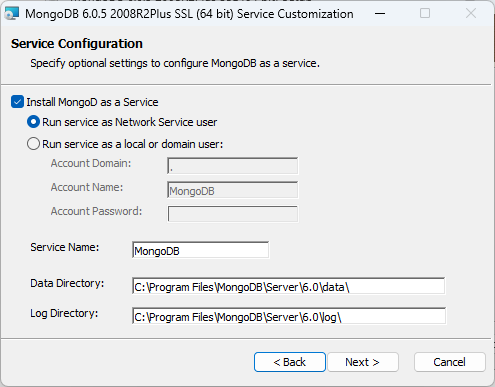 MongoDB 6.0.5 2008R2Plus SSL (64 bit) Service Customization
Service Configuration
Specify optional settings to configure MongoDB as a service.
Install MongoD as a Service
Run service as Network Service user
Run service as a local or domain user:
Account Domain: .
Account Name: MongoDB
Account Password:
Service Name: MongoDB
Data Directory: C:\Program Files\MongoDB\Server\6.0\data\
Log Directory: C:\Program Files\MongoDB\Server\6.0\log\
< Back Next > Cancel